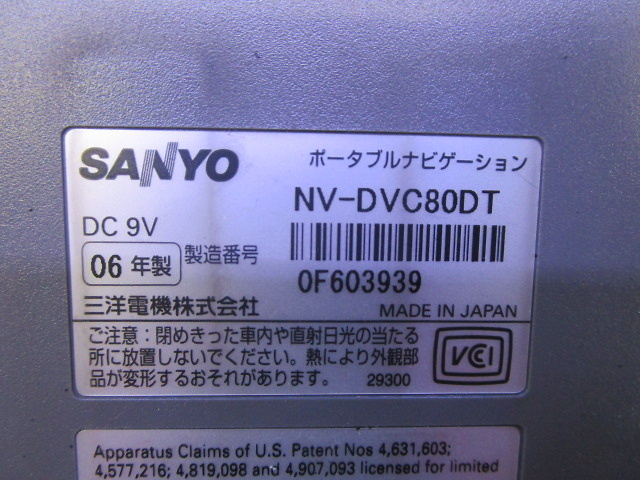 SANYO
ポータブルナビゲーション
NV-DVC80DT
DC 9V
06 年製
製造番号
0F603939
三洋電機株式会社
MADE IN JAPAN
ご注意：閉めきった車内や直射日光の当たる
所に放置しないでください。熱により外観部
品が変形するおそれがあります。
29300
VCI
Apparatus Claims of U.S. Patent Nos 4,631,603;
4,577,216; 4,819,098 and 4,907,093 licensed for limited